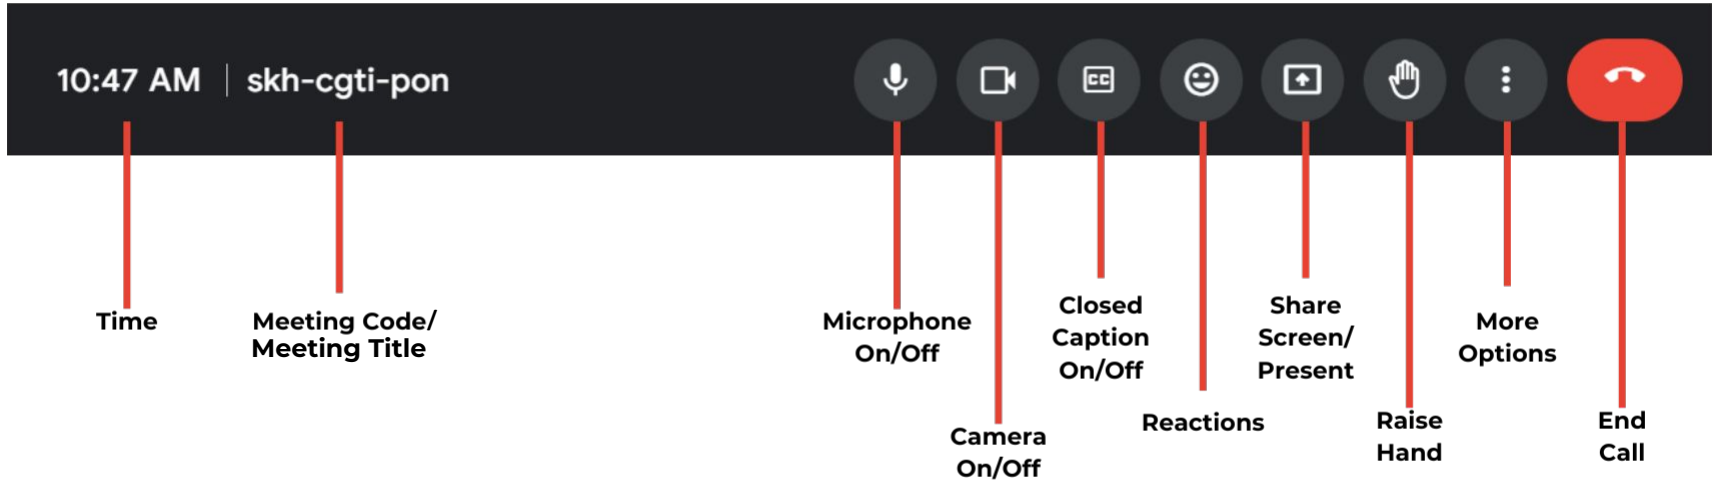 10:47 AM | skh-cgti-pon
CC
Time
Meeting Code/
Meeting Title
Microphone
On/Off
Camera
On/Off
Closed
Caption
On/Off
Reactions
Share
Screen/
Present
Raise
Hand
More
Options
End
Call